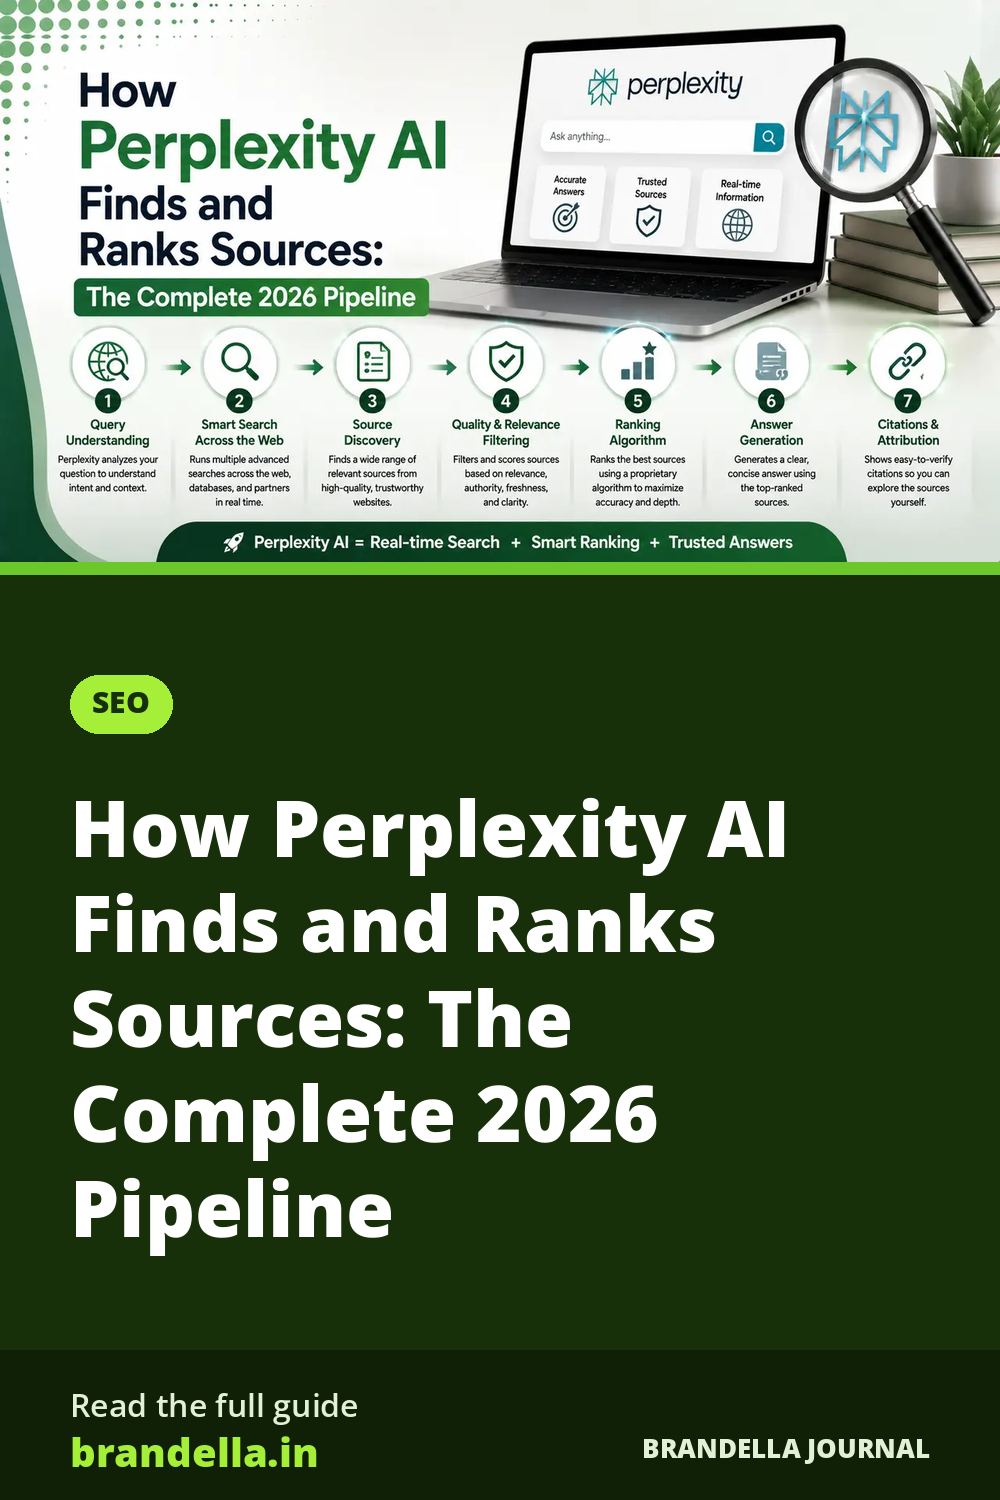 How
Perplexity AI
Finds and
Ranks Sources:
The Complete 2026 Pipeline
perplexity
Ask anything...
Accurate
Answers
Trusted
Sources
Real-time
Information
1
Query
Understanding
Perplexity analyzes your
question to understand
intent and context.
2
Smart Search
Across the Web
Runs multiple advanced
searches across the web,
databases, and partners
in real time.
3
Source
Discovery
Finds a wide range of
relevant sources from
high-quality, trustworthy
websites.
4
Quality & Relevance
Filtering
Filters and scores sources
based on relevance,
authority, freshness,
and clarity.
5
Ranking
Algorithm
Ranks the best sources
using a proprietary
algorithm to maximize
accuracy and depth.
6
Answer
Generation
Generates a clear,
concise answer using
the top-ranked
sources.
7
Citations &
Attribution
Shows easy-to-verify
citations so you can
explore the sources
yourself.
Perplexity AI = Real-time Search + Smart Ranking + Trusted Answers
SEO
How Perplexity AI
Finds and Ranks
Sources: The
Complete 2026
Pipeline
Read the full guide
brandella.in
BRANDELLA JOURNAL